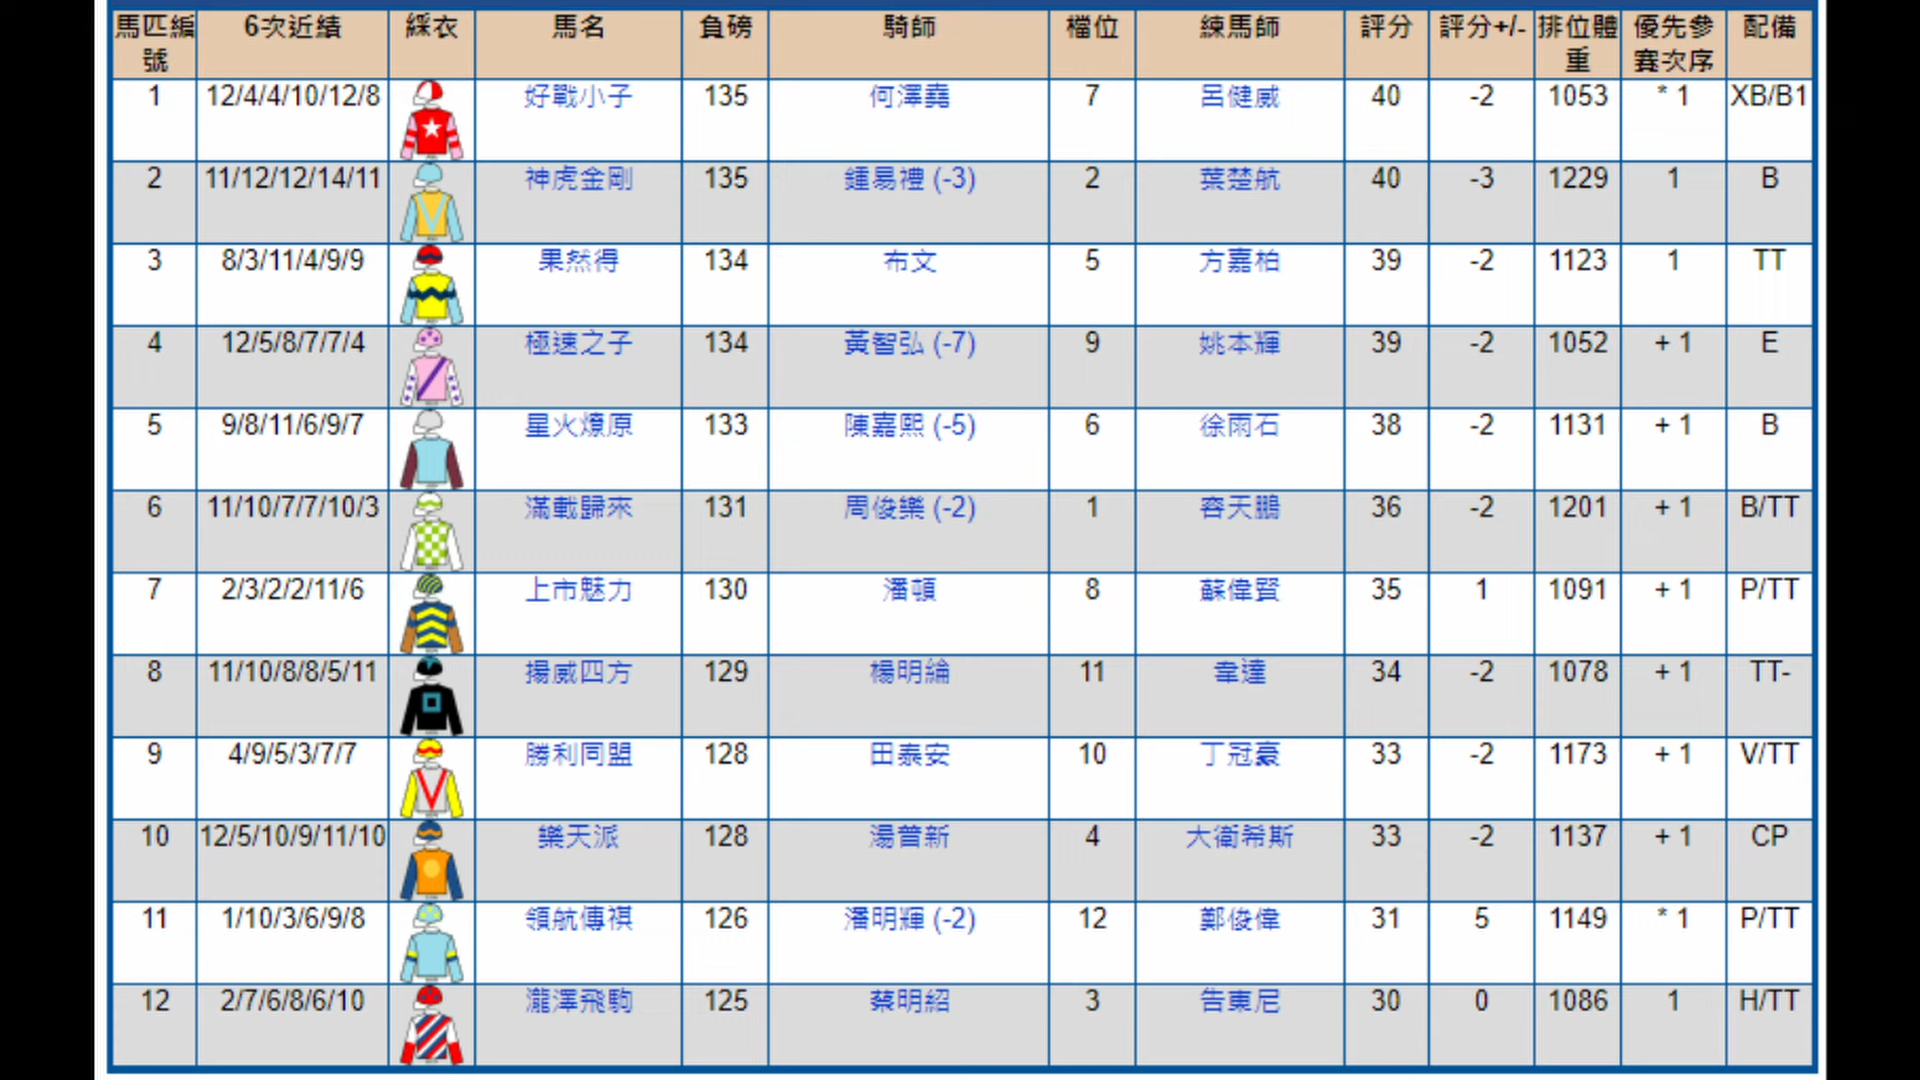 馬匹編號 6次近績 綵衣 馬名 負磅 騎師 檔位 練馬師 評分 評分+/- 排位體重 優先參賽次序 配備
1 12/4/4/10/12/8 好戰小子 135 何澤堯 7 呂健威 40 -2 1053 * 1 XB/B1
2 11/12/12/14/11 神虎金剛 135 鍾易禮 (-3) 2 葉楚航 40 -3 1229 1 B
3 8/3/11/4/9/9 果然得 134 布文 5 方嘉柏 39 -2 1123 1 TT
4 12/5/8/7/7/4 極速之子 134 黃智弘 (-7) 9 姚本輝 39 -2 1052 + 1 E
5 9/8/11/6/9/7 星火燎原 133 陳嘉熙 (-5) 6 徐雨石 38 -2 1131 + 1 B
6 11/10/7/7/10/3 滿載歸來 131 周俊樂 (-2) 1 容天鵬 36 -2 1201 + 1 B/TT
7 2/3/2/2/11/6 上市魅力 130 潘頓 8 蘇偉賢 35 1 1091 + 1 P/TT
8 11/10/8/8/5/11 揚威四方 129 楊明綸 11 韋達 34 -2 1078 + 1 TT-
9 4/9/5/3/7/7 勝利同盟 128 田泰安 10 丁冠豪 33 -2 1173 + 1 V/TT
10 12/5/10/9/11/10 樂天派 128 湯普新 4 大衛希斯 33 -2 1137 + 1 CP
11 1/10/3/6/9/8 領航傳祺 126 潘明輝 (-2) 12 鄭俊偉 31 5 1149 * 1 P/TT
12 2/7/6/8/6/10 瀧澤飛駒 125 蔡明紹 3 告東尼 30 0 1086 1 H/TT